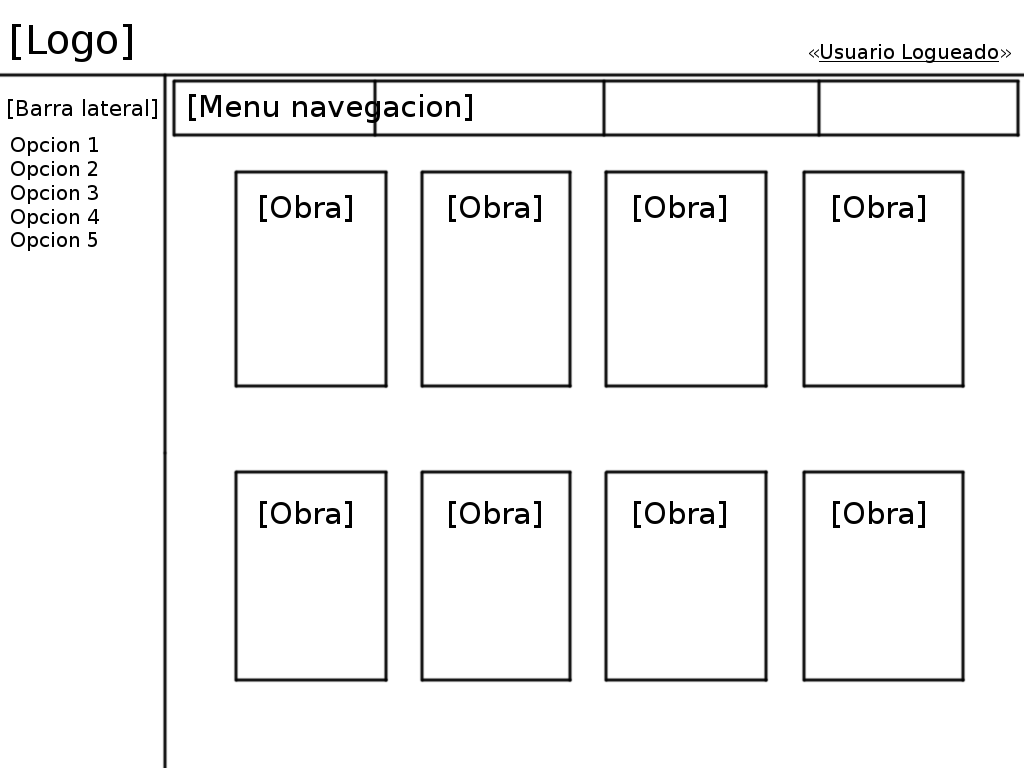 [Logo]
«Usuario Logueado»
[Barra lateral]
Opcion 1
Opcion 2
Opcion 3
Opcion 4
Opcion 5
[Menu navegacion]
[Obra] [Obra] [Obra] [Obra]
[Obra] [Obra] [Obra] [Obra]